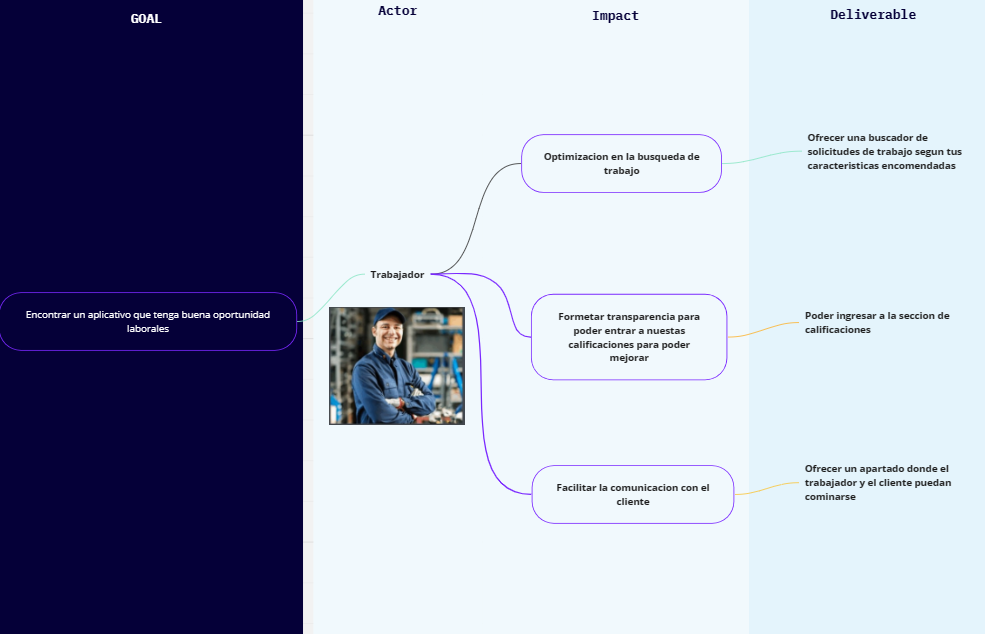 GOAL
Actor
Impact
Deliverable
Encontrar un aplicativo que tenga buena oportunidad
laborales
Trabajador
Optimizacion en la busqueda de
trabajo
Formetar transparencia para
poder entrar a nuestas
calificaciones para poder
mejorar
Facilitar la comunicacion con el
cliente
Ofrecer una buscador de
solicitudes de trabajo segun tus
caracteristicas encomendadas
Poder ingresar a la seccion de
calificaciones
Ofrecer un apartado donde el
trabajador y el cliente puedan
cominarse